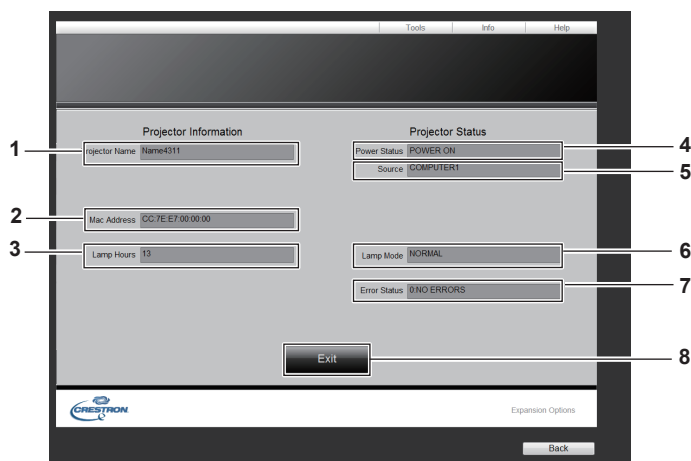 Tools Info Help
Projector Information
Projector Status
1 rojector Name Name4311
4 Power Status POWER ON
5 Source COMPUTER1
2 Mac Address CC:7E:E7:00:00:00
3 Lamp Hours 13
6 Lamp Mode NORMAL
7 Error Status 0:NO ERRORS
Exit 8
CRESTRON
Expansion Options
Back